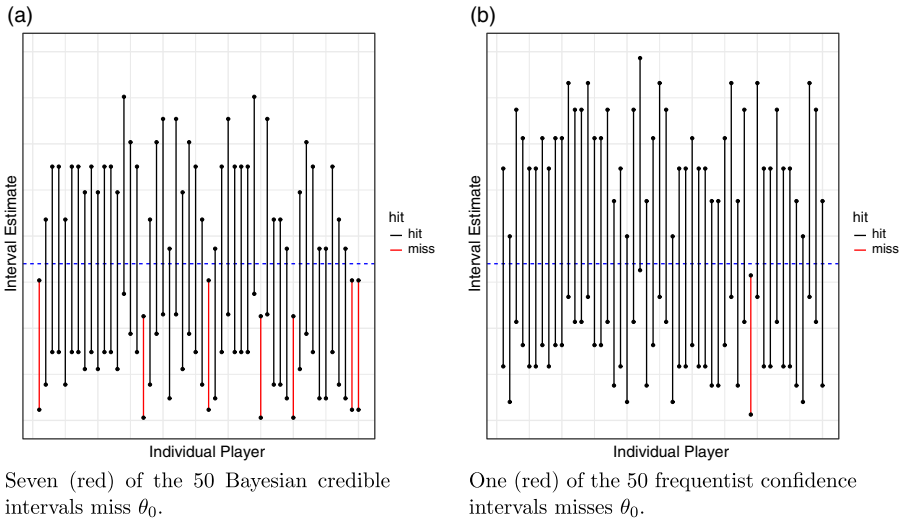 (a)
Interval Estimate
Individual Player
hit
hit
miss
Seven (red) of the 50 Bayesian credible
intervals miss θ₀.
(b)
Interval Estimate
Individual Player
hit
hit
miss
One (red) of the 50 frequentist confidence
intervals misses θ₀.